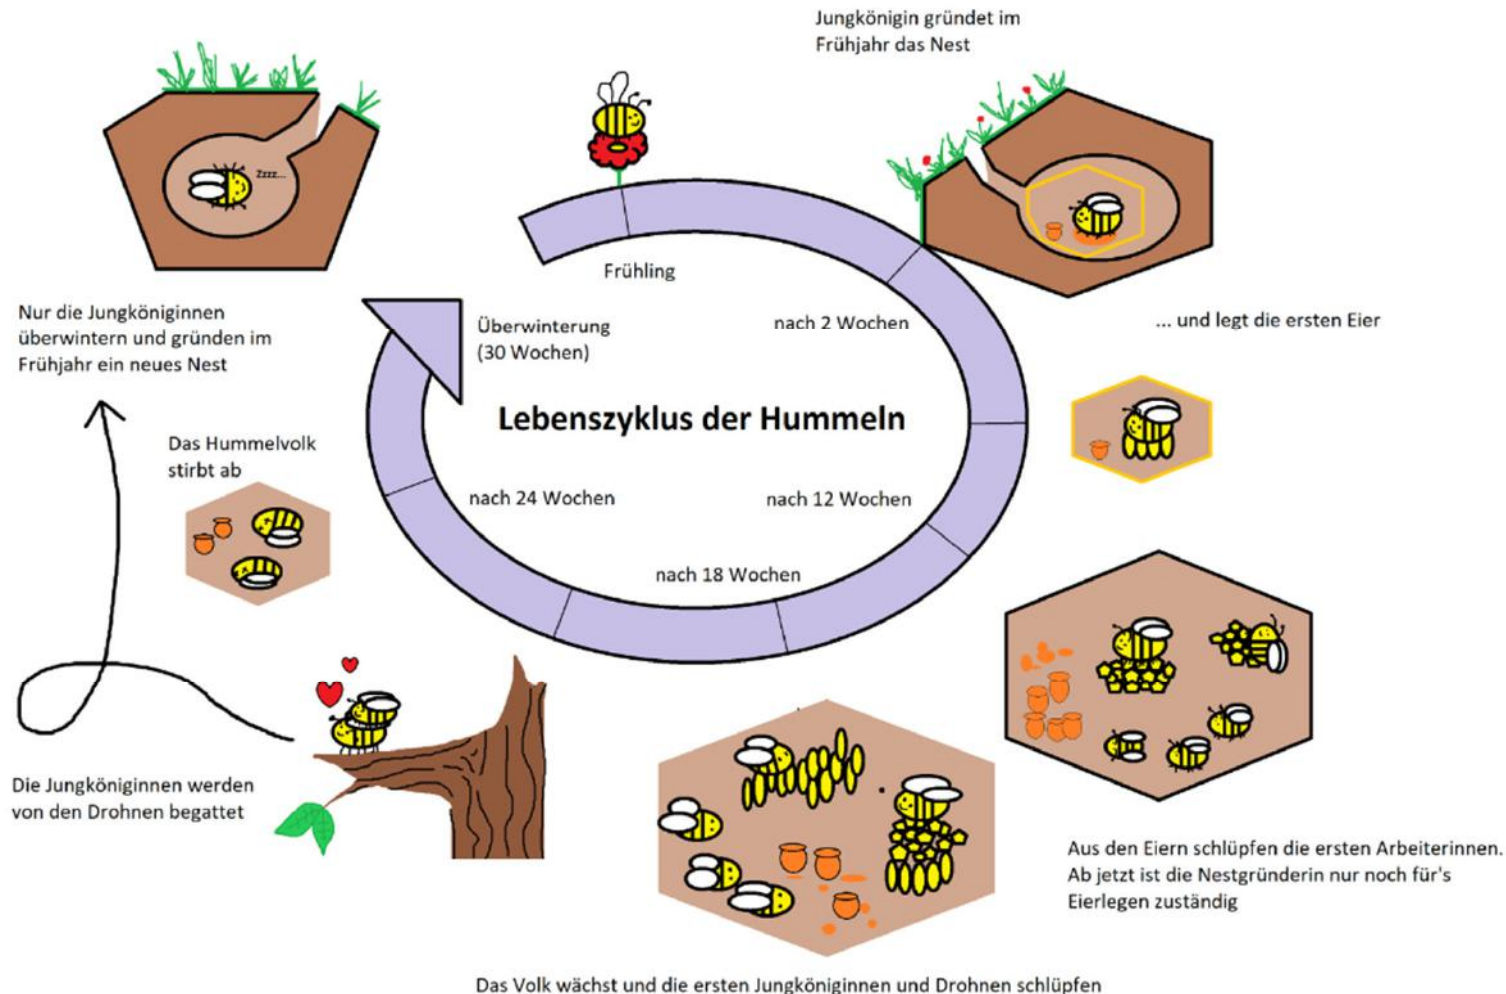 Jungkönigin gründet im
Frühjahr das Nest
Zzzz...
Frühling
nach 2 Wochen
... und legt die ersten Eier
Nur die Jungköniginnen
überwintern und gründen im
Frühjahr ein neues Nest
Überwinterung
(30 Wochen)
Lebenszyklus der Hummeln
Das Hummelvolk
stirbt ab
nach 24 Wochen
nach 12 Wochen
nach 18 Wochen
Die Jungköniginnen werden
von den Drohnen begattet
Aus den Eiern schlüpfen die ersten Arbeiterinnen.
Ab jetzt ist die Nestgründerin nur noch für's
Eierlegen zuständig
Das Volk wächst und die ersten Jungköniginnen und Drohnen schlüpfen